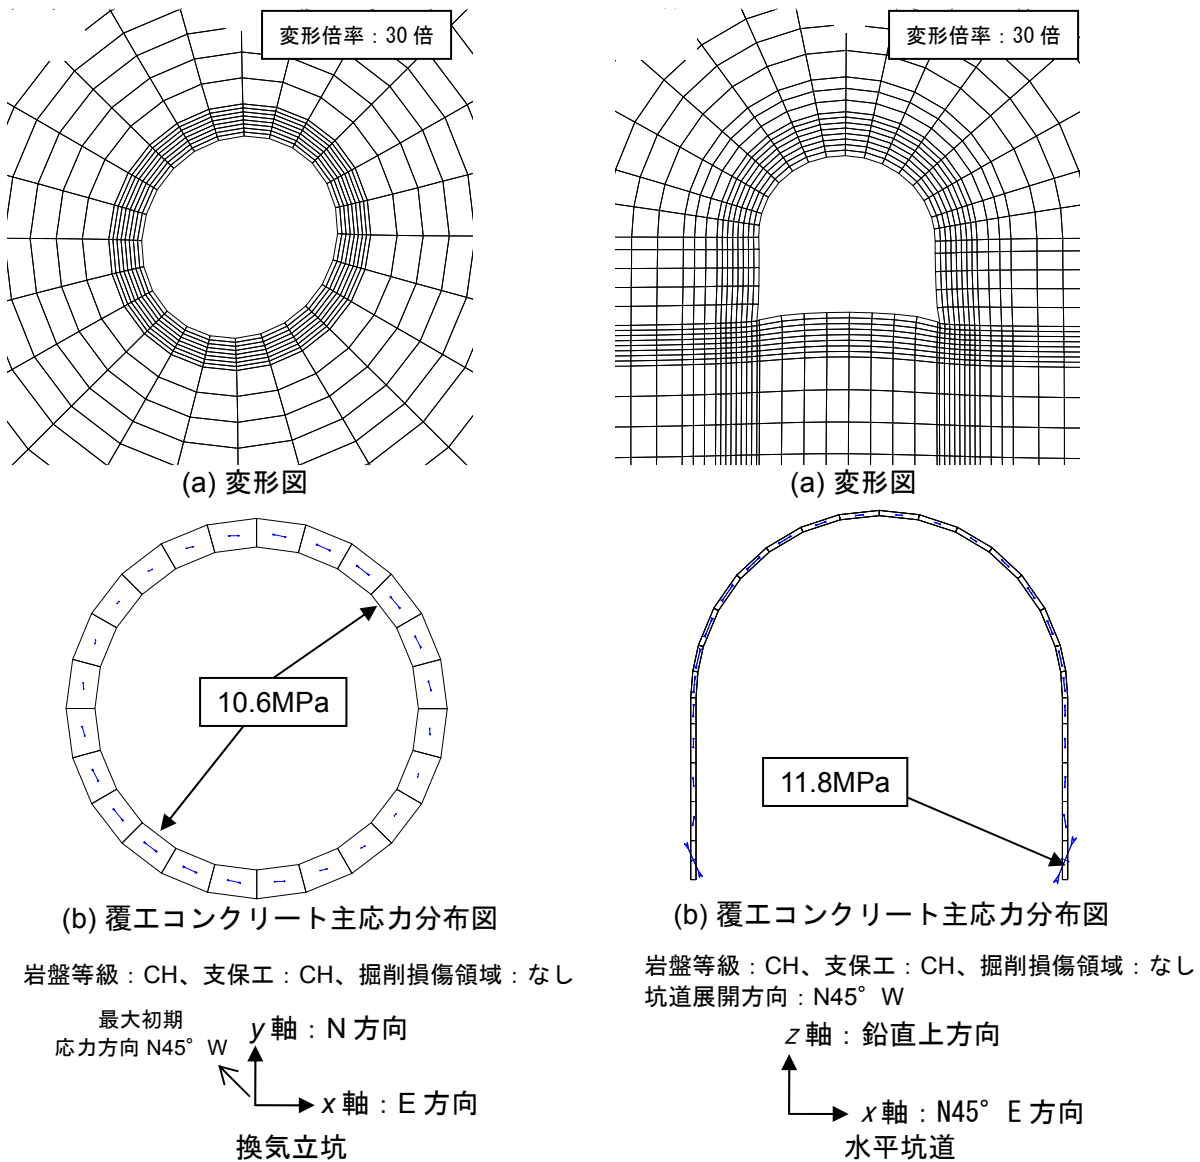 変形倍率：30 倍
(a) 変形図
10.6MPa
(b) 覆工コンクリート主応力分布図
岩盤等級：CH、支保工：CH、掘削損傷領域：なし
最大初期
応力方向 N45°W
y 軸：N 方向
x 軸：E 方向
換気立坑
変形倍率：30 倍
(a) 変形図
11.8MPa
(b) 覆工コンクリート主応力分布図
岩盤等級：CH、支保工：CH、掘削損傷領域：なし
坑道展開方向：N45°W
z 軸：鉛直上方向
x 軸：N45°E 方向
水平坑道